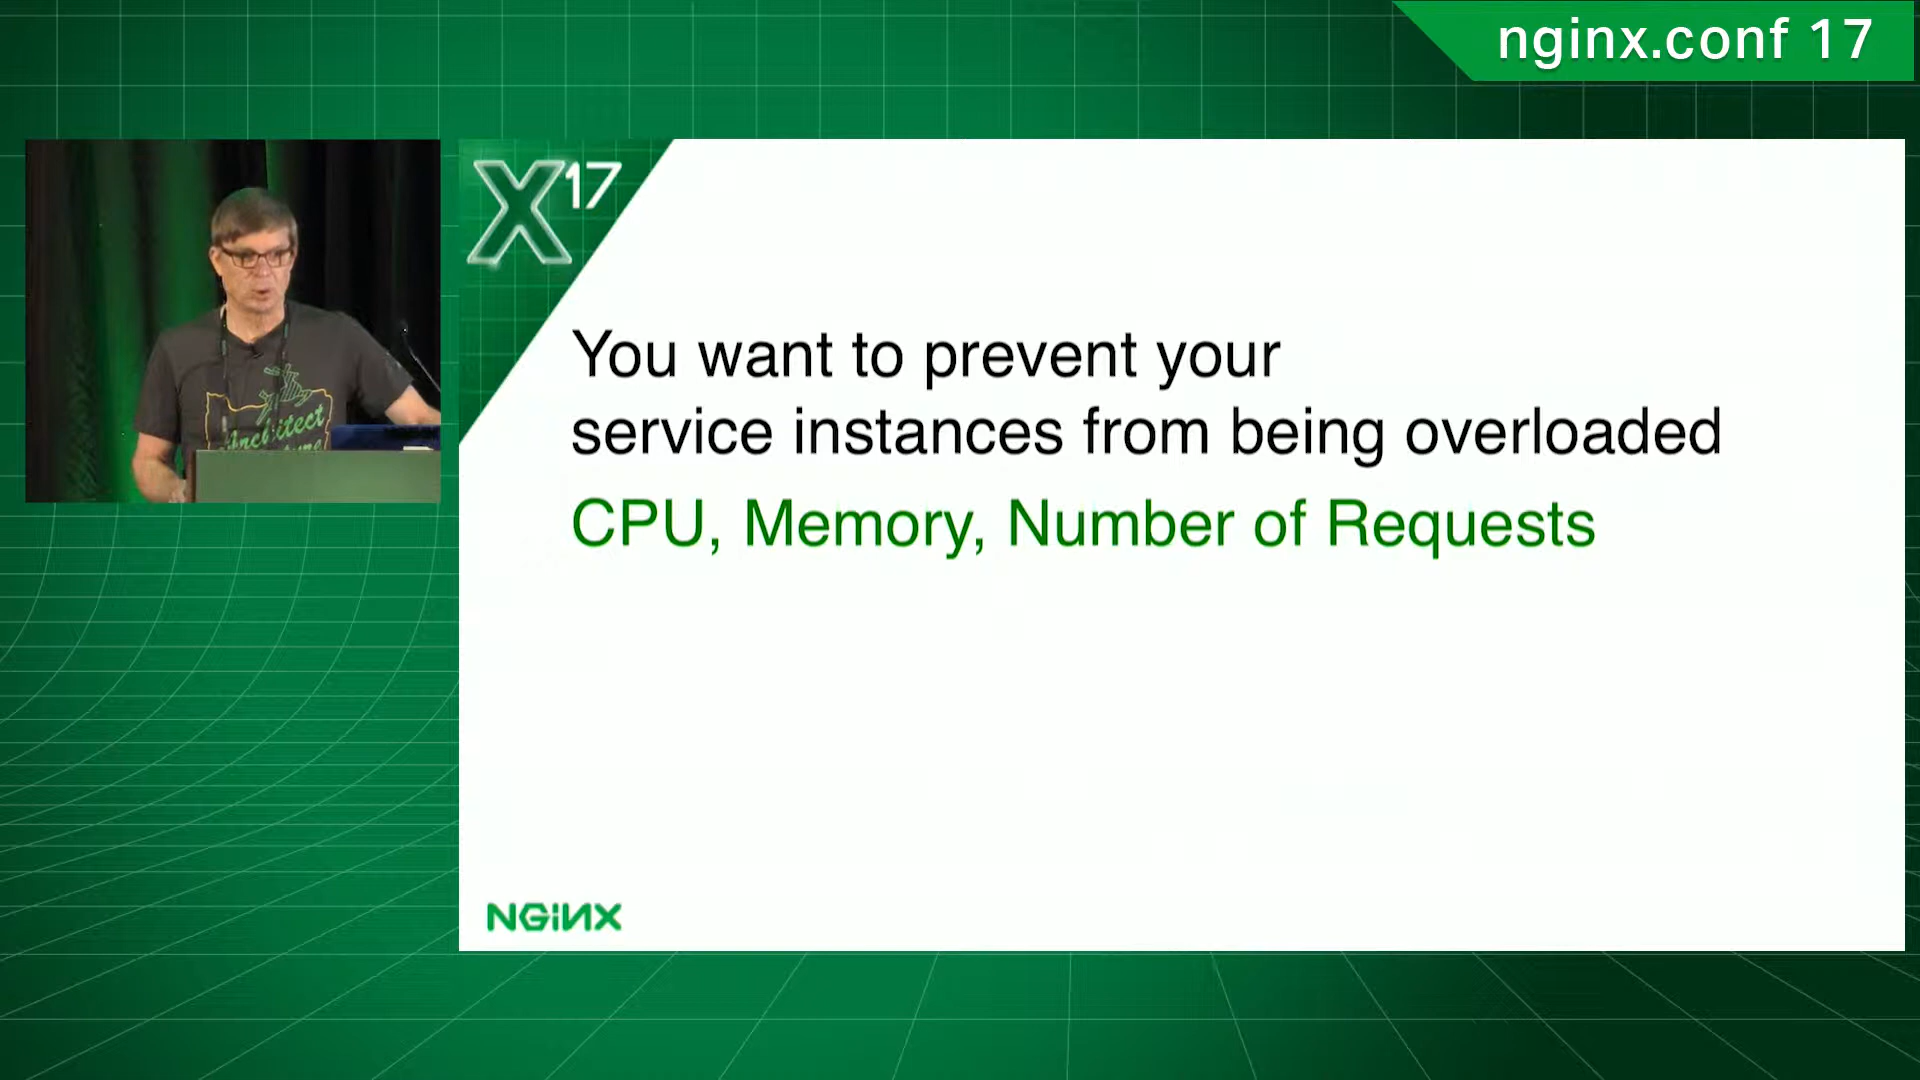 nginx.conf 17
X17
You want to prevent your
service instances from being overloaded
CPU, Memory, Number of Requests
Architect
NGiNX